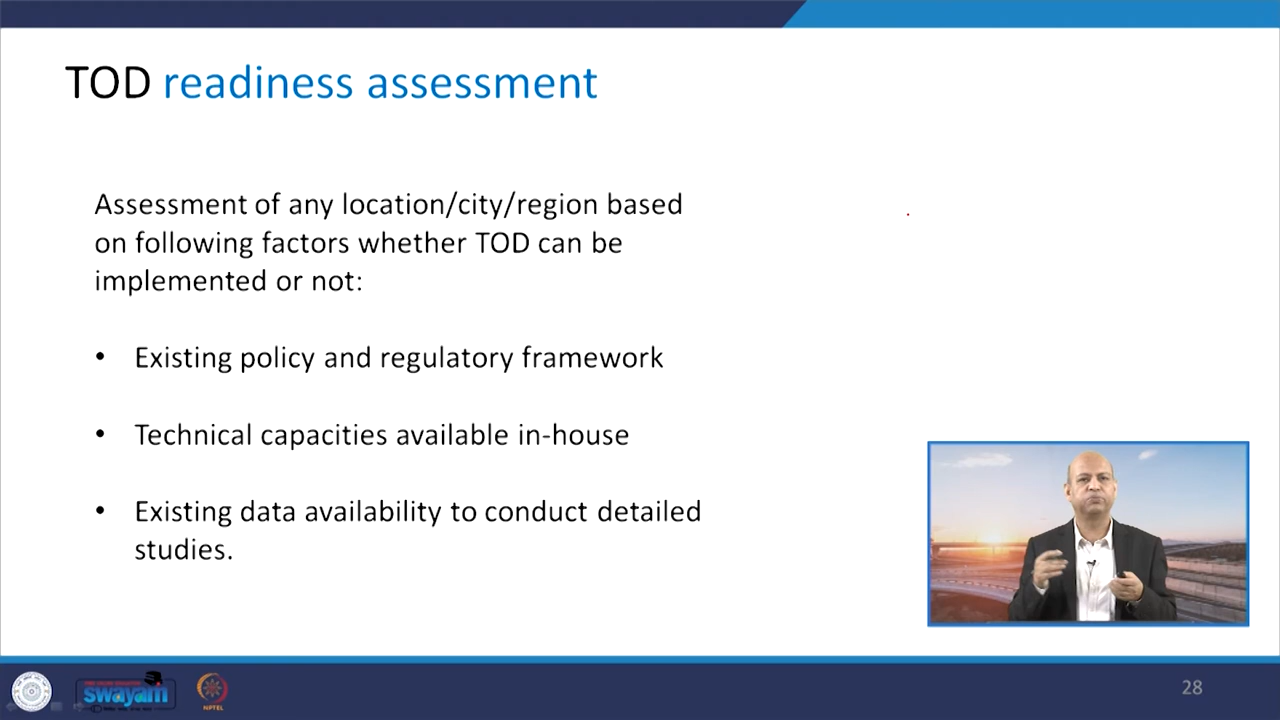 TOD readiness assessment
Assessment of any location/city/region based
on following factors whether TOD can be
implemented or not:
• Existing policy and regulatory framework
• Technical capacities available in-house
• Existing data availability to conduct detailed
studies.
swayam
NPTEL
28